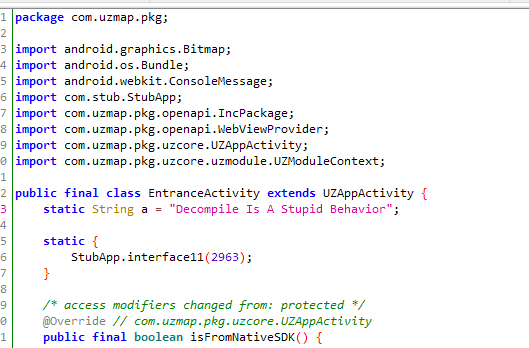 1 package com.uzmap.pkg;
2
3 import android.graphics.Bitmap;
4 import android.os.Bundle;
5 import android.webkit.ConsoleMessage;
6 import com.stub.StubApp;
7 import com.uzmap.pkg.openapi.IncPackage;
8 import com.uzmap.pkg.openapi.WebViewProvider;
9 import com.uzmap.pkg.uzcore.UZAppActivity;
0 import com.uzmap.pkg.uzcore.uzmodule.UZModuleContext;
1
2 public final class EntranceActivity extends UZAppActivity {
3     static String a = "Decompile Is A Stupid Behavior";
4
5     static {
6         StubApp.interface11(2963);
7     }
8
9     /* access modifiers changed from: protected */
0     @Override // com.uzmap.pkg.uzcore.UZAppActivity
1     public final boolean isFromNativeSDK() {